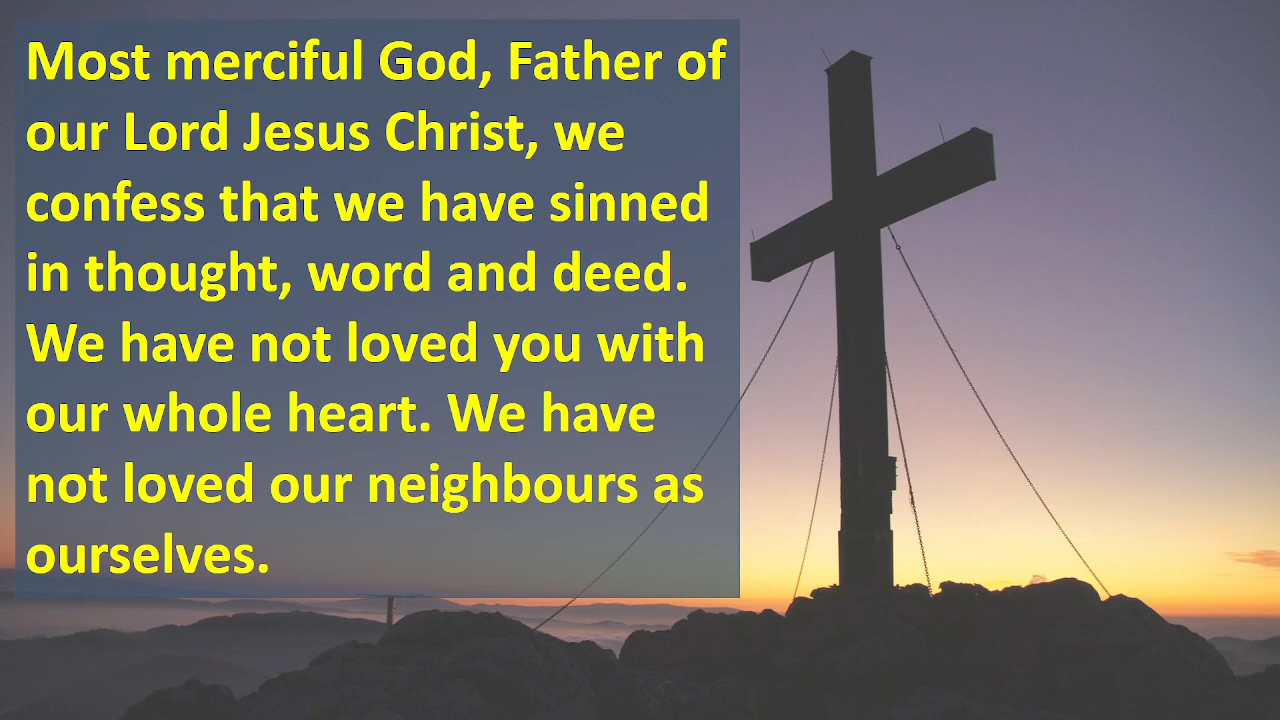 Most merciful God, Father of
our Lord Jesus Christ, we
confess that we have sinned
in thought, word and deed.
We have not loved you with
our whole heart. We have
not loved our neighbours as
ourselves.